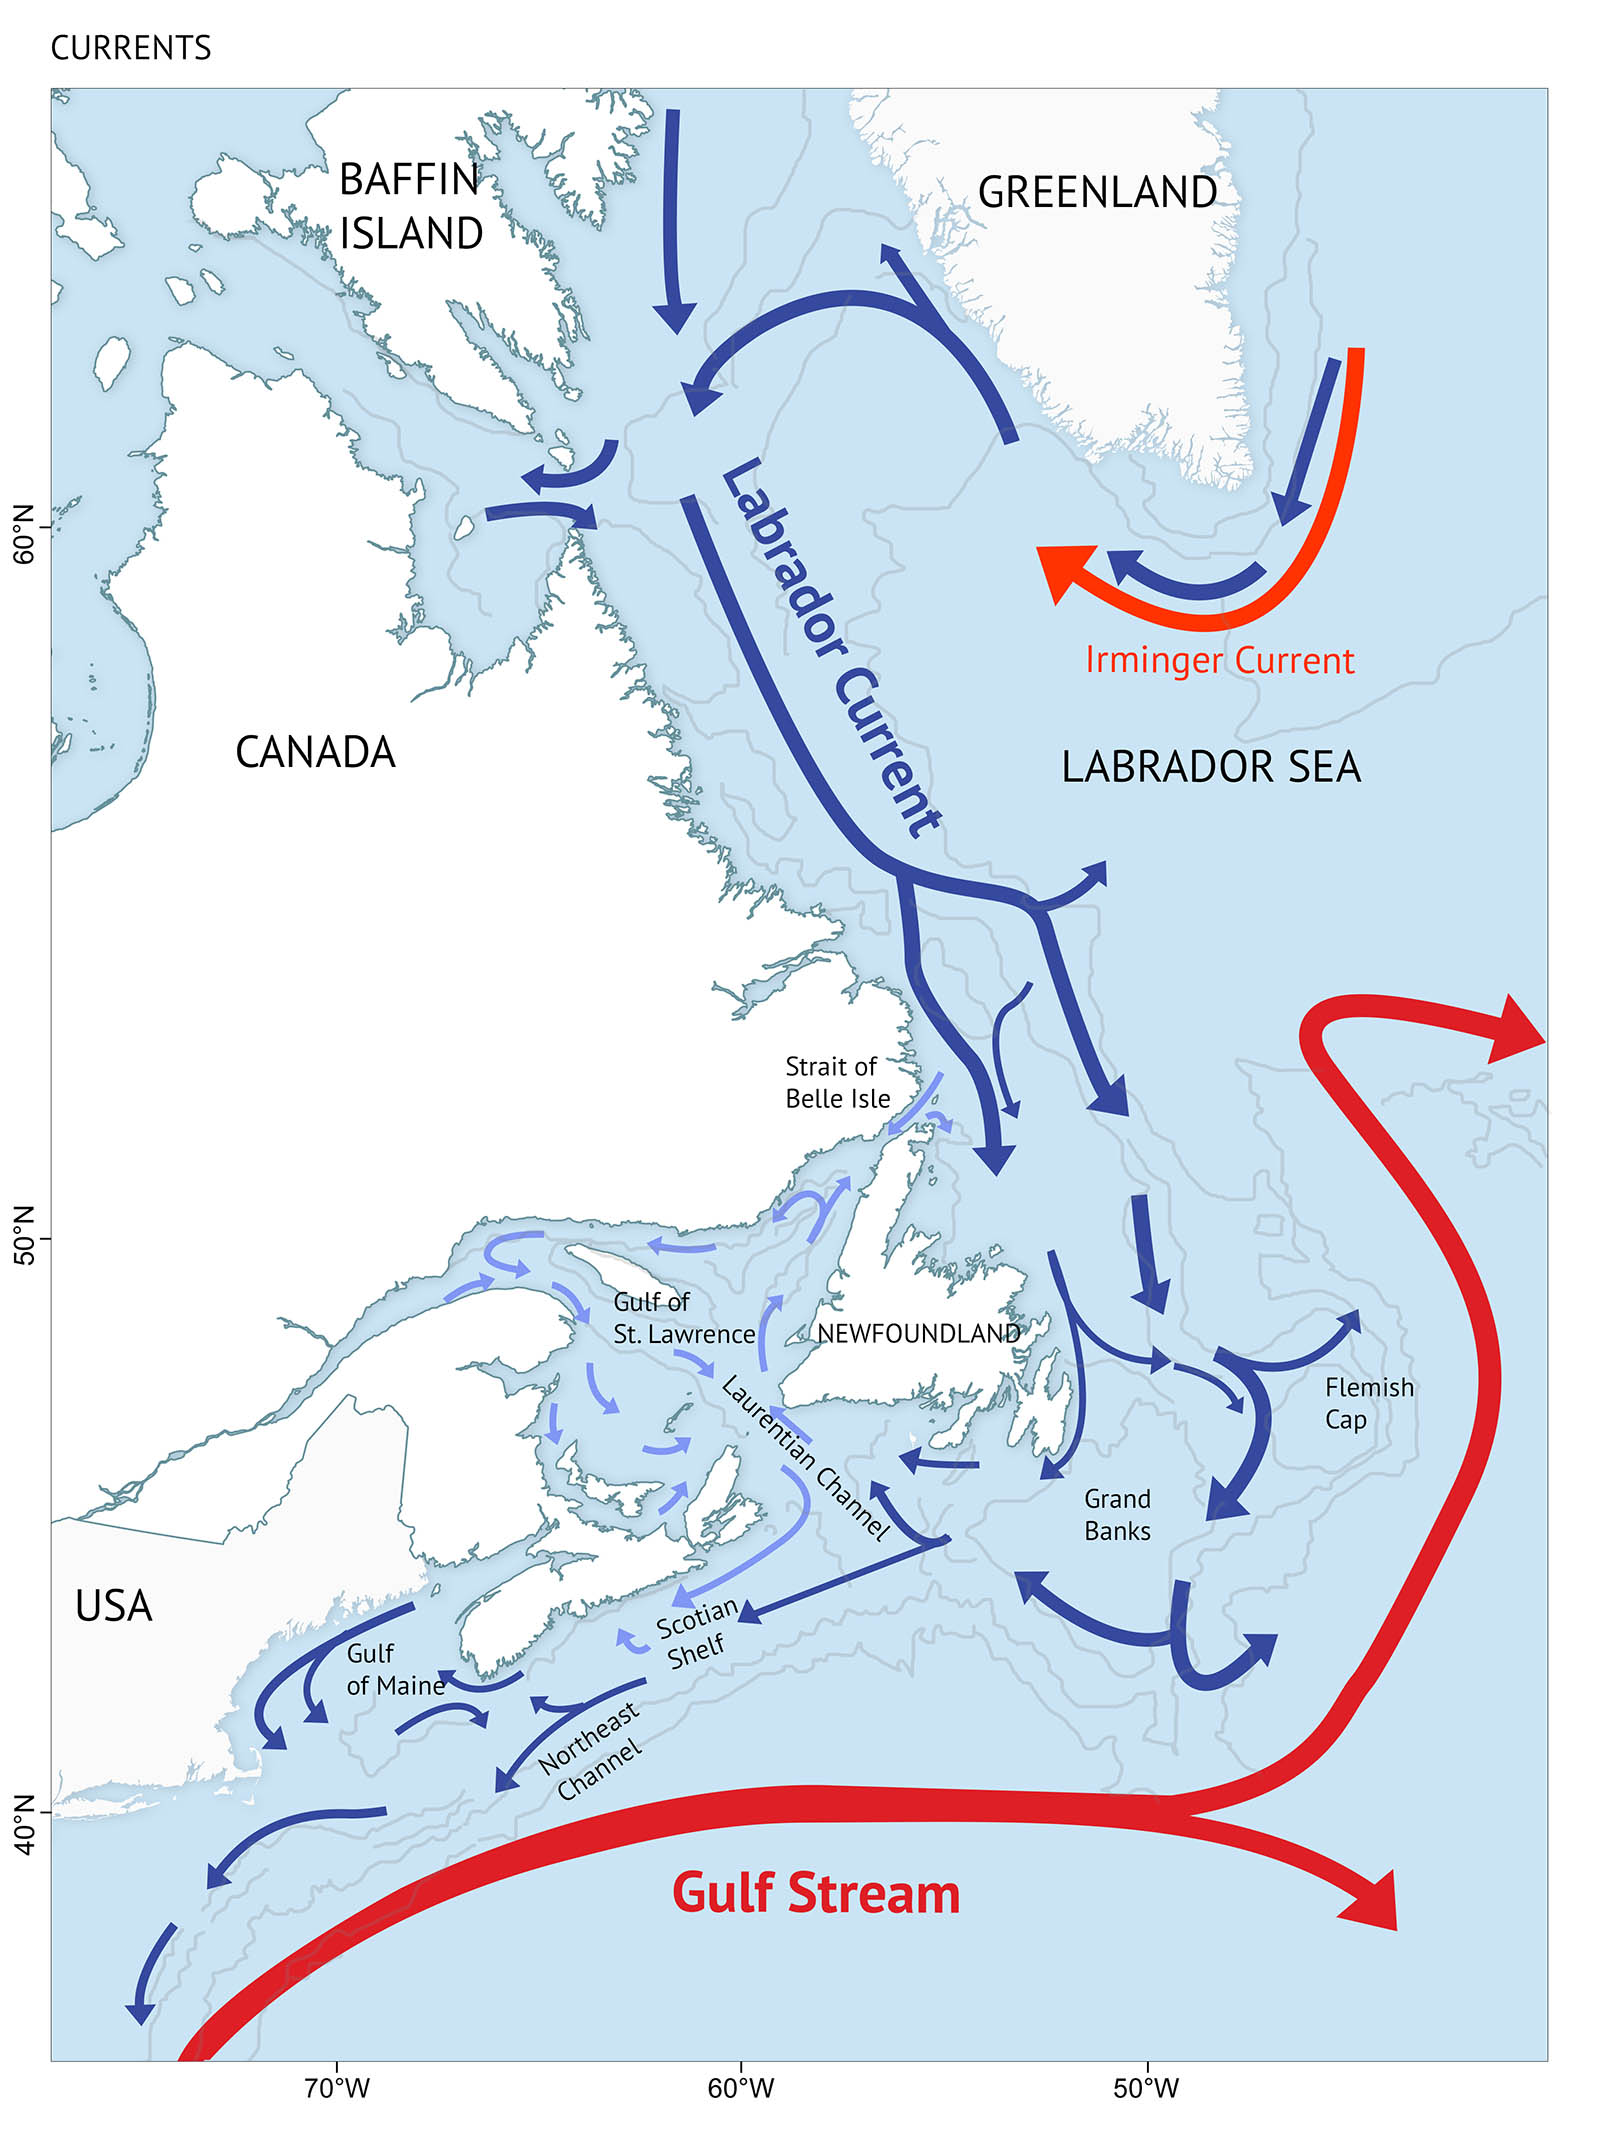 CURRENTS
BAFFIN
ISLAND
GREENLAND
60°N
Labrador Current
Irminger Current
CANADA
LABRADOR SEA
Strait of
Belle Isle
50°N
Gulf of
St. Lawrence
NEWFOUNDLAND
Laurentian Channel
Flemish
Cap
Grand
Banks
USA
Scotian
Shelf
Gulf
of Maine
Northeast
Channel
40°N
Gulf Stream
70°W
60°W
50°W